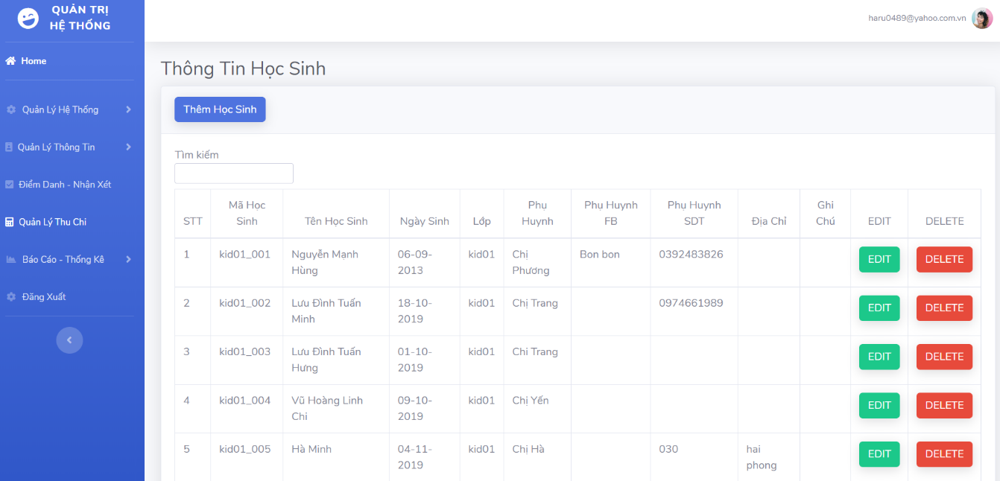 QUẢN TRỊ
HỆ THỐNG
haru0489@yahoo.com.vn
Home
Quản Lý Hệ Thống
Quản Lý Thông Tin
Điểm Danh - Nhận Xét
Quản Lý Thu Chi
Báo Cáo - Thống Kê
Đăng Xuất
Thông Tin Học Sinh
Thêm Học Sinh
Tìm kiếm
STT Mã Học Sinh Tên Học Sinh Ngày Sinh Lớp Phụ Huynh Phụ Huynh FB Phụ Huynh SDT Địa Chỉ Ghi Chú EDIT DELETE
1 kid01_001 Nguyễn Manh Hùng 06-09-2013 kid01 Chị Phương Bon bon 0392483826 EDIT DELETE
2 kid01_002 Lưu Đình Tuấn Minh 18-10-2019 kid01 Chị Trang 0974661989 EDIT DELETE
3 kid01_003 Lưu Đình Tuấn Hưng 01-10-2019 kid01 Chi Trang EDIT DELETE
4 kid01_004 Vũ Hoàng Linh Chi 09-10-2019 kid01 Chị Yến EDIT DELETE
5 kid01_005 Hà Minh 04-11-2019 kid01 Chị Hà 030 hai phong EDIT DELETE